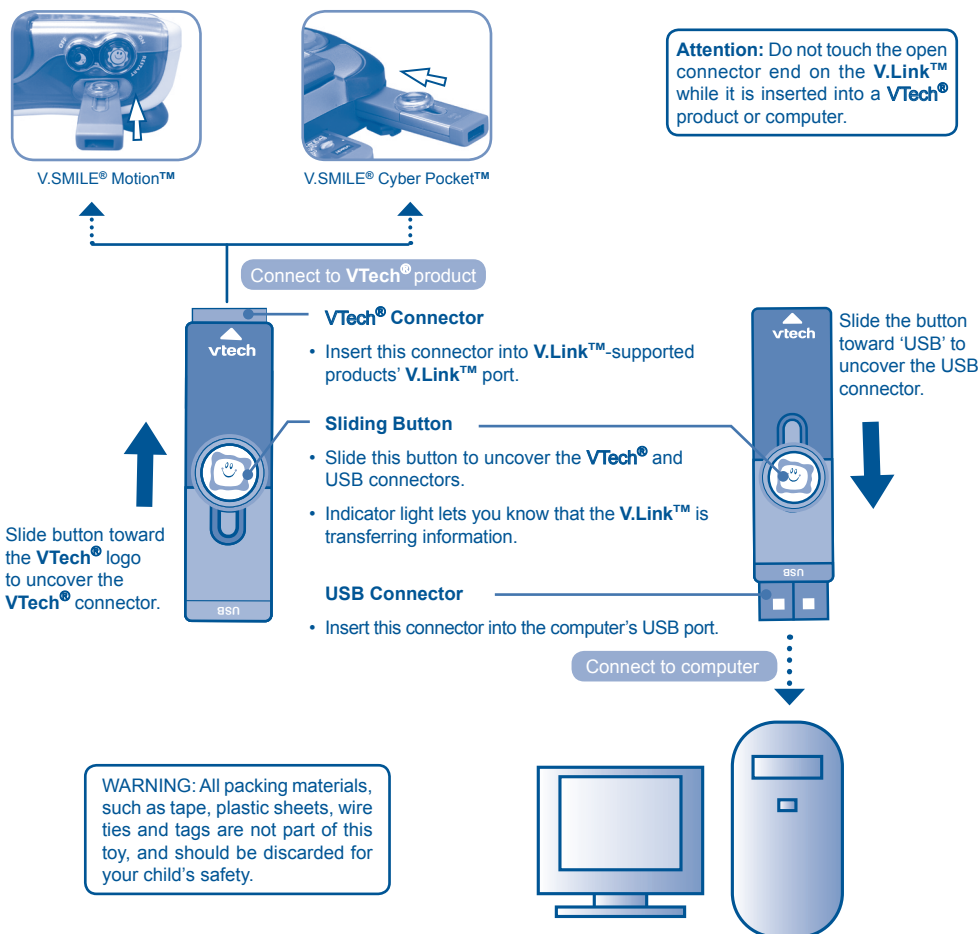 OFF
ON
RESTART
V.SMILE® Motion™
V.SMILE® Cyber Pocket™
Attention: Do not touch the open
connector end on the V.Link™
while it is inserted into a VTech®
product or computer.
Connect to VTech® product
vtech
VTech® Connector
• Insert this connector into V.Link™-supported
products’ V.Link™ port.
Sliding Button
• Slide this button to uncover the VTech® and
USB connectors.
• Indicator light lets you know that the V.Link™ is
transferring information.
USB Connector
• Insert this connector into the computer’s USB port.
Slide button toward
the VTech® logo
to uncover the
VTech® connector.
USB
vtech
Slide the button
toward ‘USB’ to
uncover the USB
connector.
USB
Connect to computer
WARNING: All packing materials,
such as tape, plastic sheets, wire
ties and tags are not part of this
toy, and should be discarded for
your child’s safety.